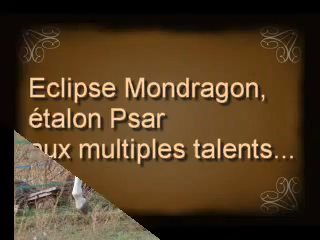 Eclipse Mondragon,
étalon Psar
aux multiples talents...